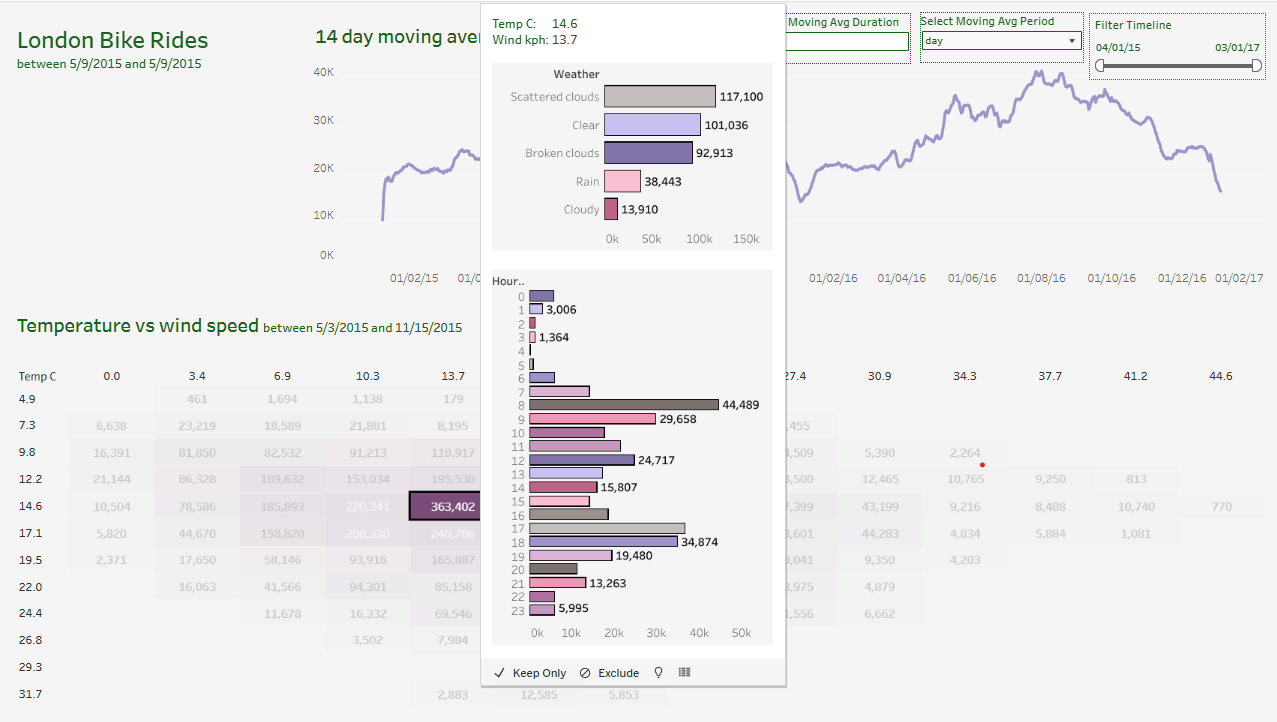 London Bike Rides
between 5/9/2015 and 5/9/2015
14 day moving aver
40K
30K
20K
10K
0K
01/02/15 01/0
Moving Avg Duration
Select Moving Avg Period
day
Filter Timeline
04/01/15 03/01/17
01/02/16 01/04/16 01/06/16 01/08/16 01/10/16 01/12/16 01/02/17
Temp C: 14.6
Wind kph: 13.7
Weather
Scattered clouds 117,100
Clear 101,036
Broken clouds 92,913
Rain 38,443
Cloudy 13,910
0k 50k 100k 150k
Hour..
0
1 3,006
2
3 1,364
4
5
6
7
8 44,489
9 29,658
10
11
12 24,717
13
14 15,807
15
16
17
18 34,874
19 19,480
20
21 13,263
22
23 5,995
0k 10k 20k 30k 40k 50k
Keep Only Exclude
Temperature vs wind speed between 5/3/2015 and 11/15/2015
Temp C 0.0 3.4 6.9 10.3 13.7 27.4 30.9 34.3 37.7 41.2 44.6
4.9 461 1,694 1,138 179
7.3 6,638 23,219 18,589 21,881 8,195 ,455
9.8 16,391 81,850 82,532 91,213 110,917 4,509 5,390 2,264
12.2 21,144 86,328 189,632 153,034 195,530 ,500 12,465 10,765 9,250 813
14.6 10,504 78,586 185,893 220,341 363,402 ,399 43,199 9,216 8,488 10,740 770
17.1 5,820 44,670 158,820 200,330 240,786 ,601 44,283 4,834 5,884 1,081
19.5 2,371 17,650 58,146 93,916 165,887 ,041 9,350 4,203
22.0 16,063 41,566 94,301 85,158 ,975 4,879
24.4 11,678 16,332 69,546 ,556 6,662
26.8 3,502 7,984
29.3
31.7 2,883 12,585 5,853